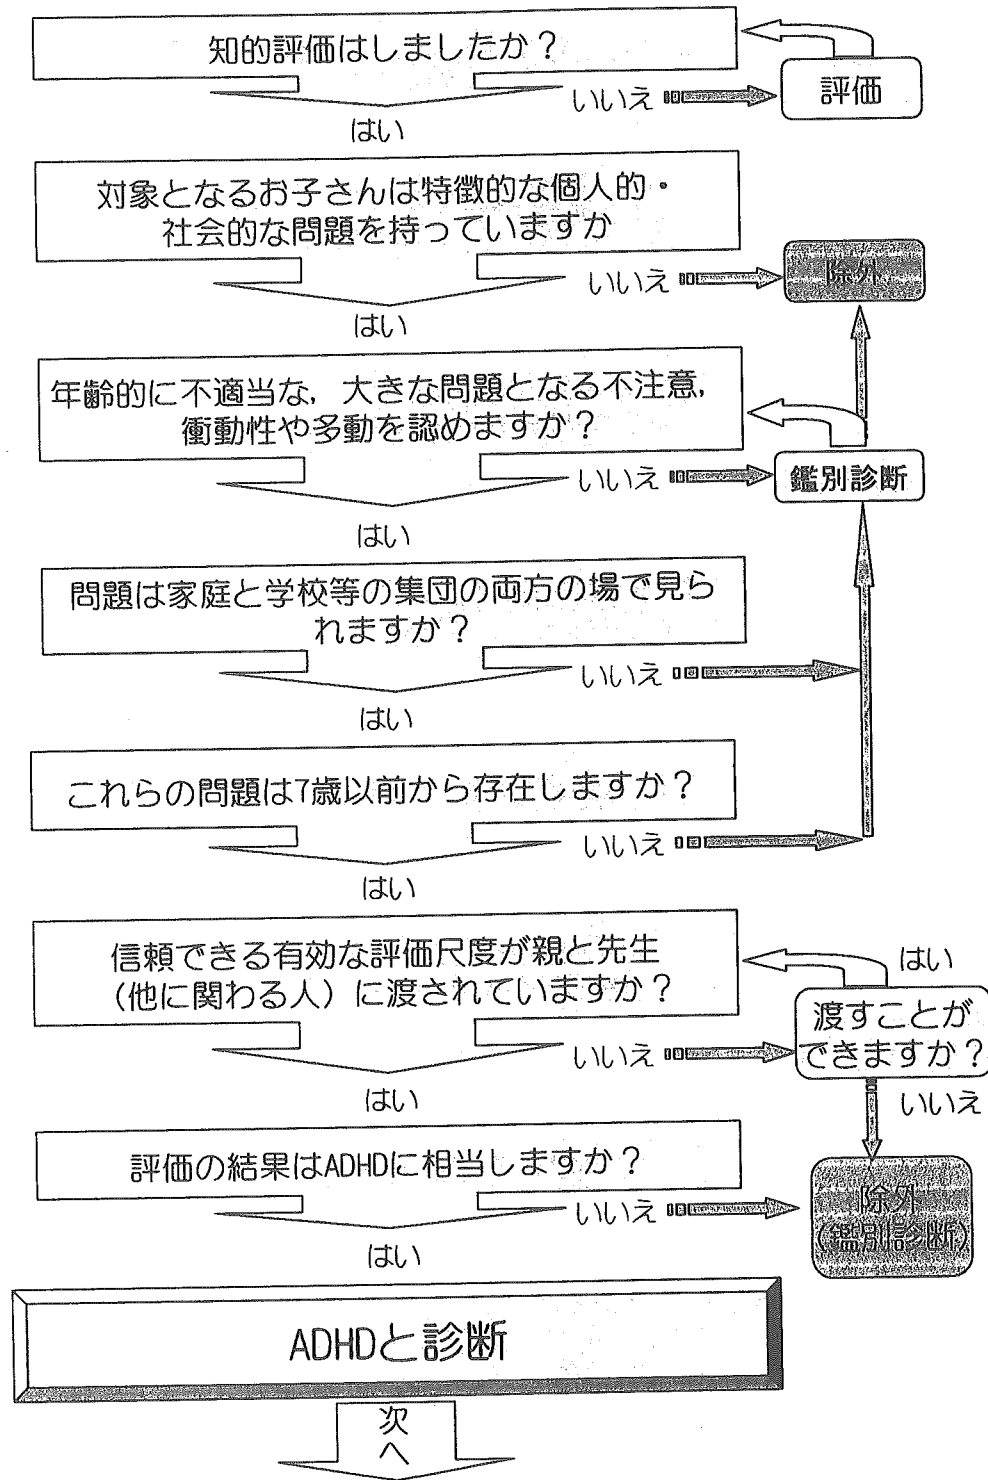 知的評価はしましたか？
いいえ
評価
はい
対象となるお子さんは特徴的な個人的・
社会的な問題を持っていますか
いいえ
除外
はい
年齢的に不適当な，大きな問題となる不注意，
衝動性や多動を認めますか？
いいえ
鑑別診断
はい
問題は家庭と学校等の集団の両方の場で見ら
れますか？
いいえ
はい
これらの問題は7歳以前から存在しますか？
いいえ
はい
信頼できる有効な評価尺度が親と先生
（他に関わる人）に渡されていますか？
はい
渡すことが
できますか？
いいえ
はい
いいえ
評価の結果はADHDに相当しますか？
いいえ
除外
(鑑別診断)
はい
ADHDと診断
次
へ